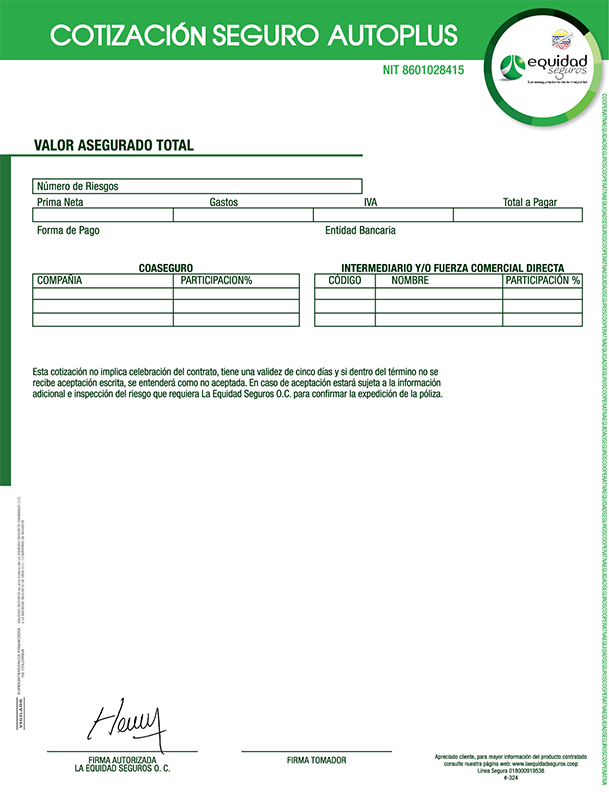 COTIZACIÓN SEGURO AUTOPLUS
NIT 8601028415
equidad
seguros
VALOR ASEGURADO TOTAL
Número de Riesgos
Prima Neta Gastos IVA Total a Pagar
Forma de Pago Entidad Bancaria
COASEGURO INTERMEDIARIO Y/O FUERZA COMERCIAL DIRECTA
COMPAÑIA PARTICIPACION% CÓDIGO NOMBRE PARTICIPACIÓN %
Esta cotización no implica celebración del contrato, tiene una validez de cinco días y si dentro del término no se
recibe aceptación escrita, se entenderá como no aceptada. En caso de aceptación estará sujeta a la información
adicional e inspección del riesgo que requiera La Equidad Seguros O.C. para confirmar la expedición de la póliza.
VIGILADO
SUPERINTENDENCIA FINANCIERA
DE COLOMBIA
Henry
FIRMA AUTORIZADA
LA EQUIDAD SEGUROS O. C.
FIRMA TOMADOR
Apreciado cliente, para mayor información del producto contratado
consulte nuestra página web: www.laequidadseguros.coop
Línea Segura 018000919538
#-324